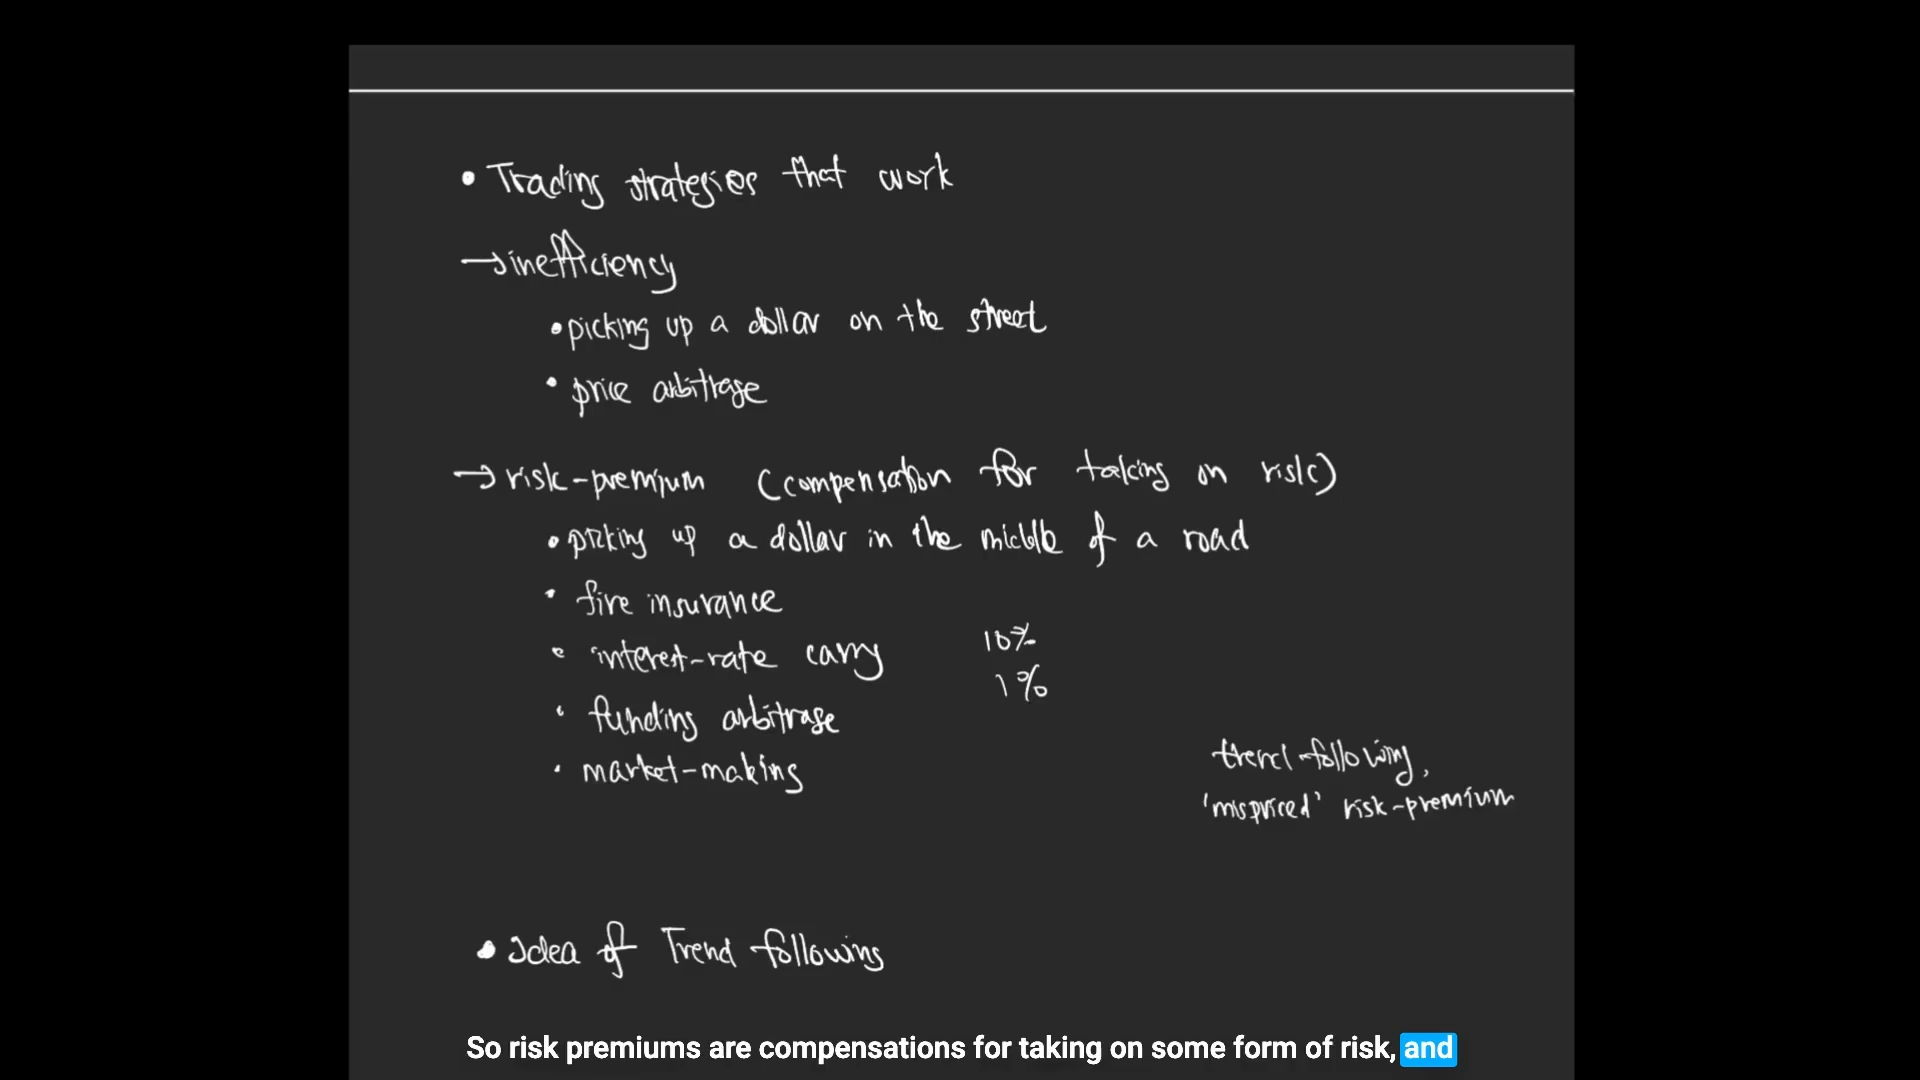 • Trading strategies that work
→ inefficiency
• picking up a dollar on the street
• price arbitrage
→ risk-premium (compensation for taking on risk)
• picking up a dollar in the middle of a road
• fire insurance
• interest-rate carry 10%
1%
• funding arbitrage
• market-making
trend-following,
'mispriced' risk-premium
• Idea of Trend following
So risk premiums are compensations for taking on some form of risk, and